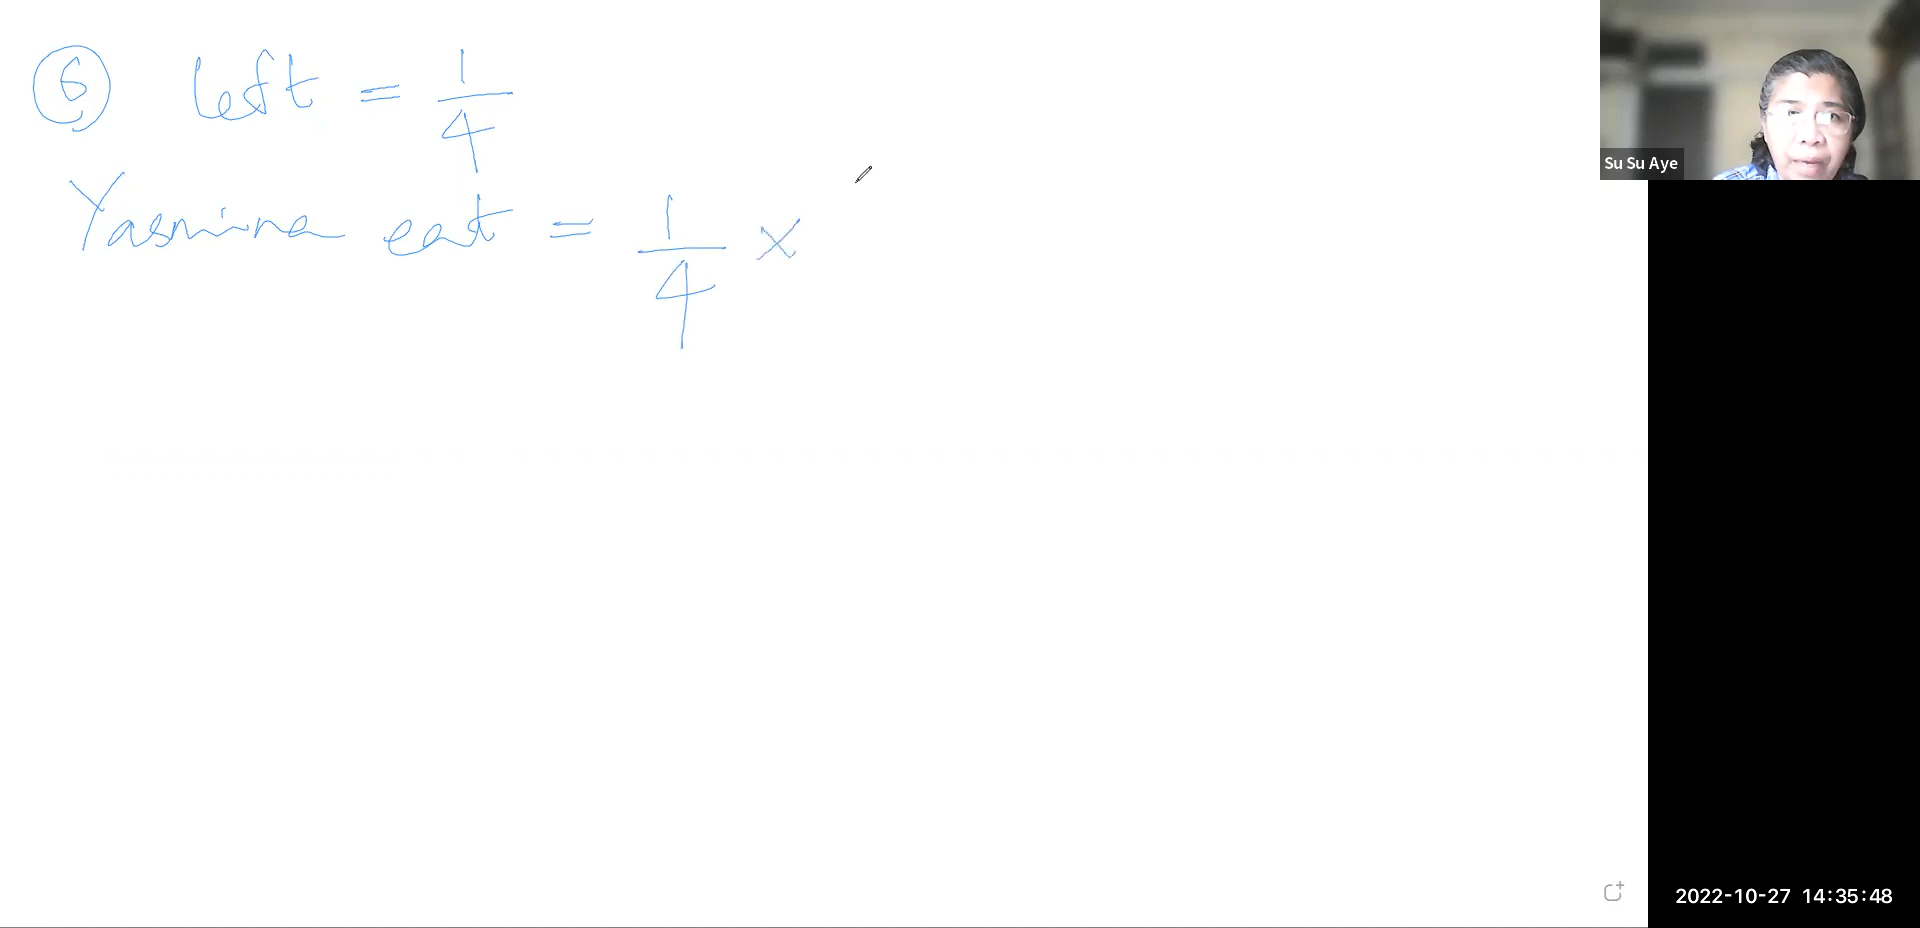 6 left = 1/4
Yasmina eat = 1/4 ×
Su Su Aye
2022-10-27 14:35:48